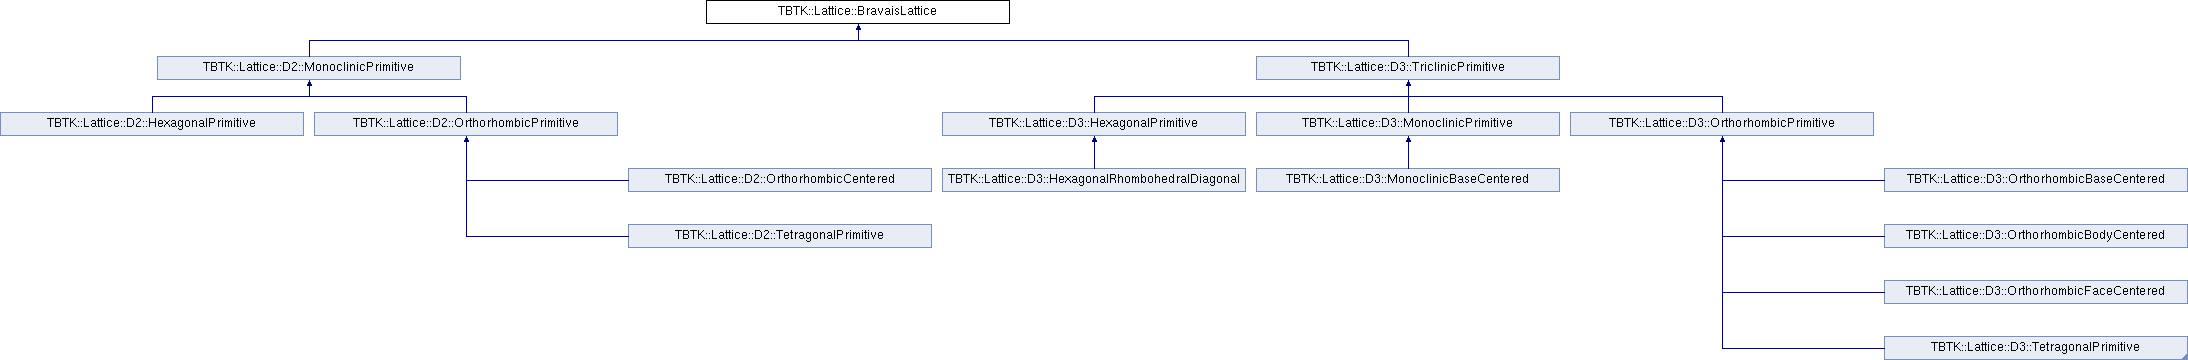 TBTK::Lattice::BravaisLattice
TBTK::Lattice::D2::MonoclinicPrimitive
TBTK::Lattice::D3::TriclinicPrimitive
TBTK::Lattice::D2::HexagonalPrimitive
TBTK::Lattice::D2::OrthorhombicPrimitive
TBTK::Lattice::D3::HexagonalPrimitive
TBTK::Lattice::D3::MonoclinicPrimitive
TBTK::Lattice::D3::OrthorhombicPrimitive
TBTK::Lattice::D2::OrthorhombicCentered
TBTK::Lattice::D3::HexagonalRhombohedralDiagonal
TBTK::Lattice::D3::MonoclinicBaseCentered
TBTK::Lattice::D3::OrthorhombicBaseCentered
TBTK::Lattice::D2::TetragonalPrimitive
TBTK::Lattice::D3::OrthorhombicBodyCentered
TBTK::Lattice::D3::OrthorhombicFaceCentered
TBTK::Lattice::D3::TetragonalPrimitive